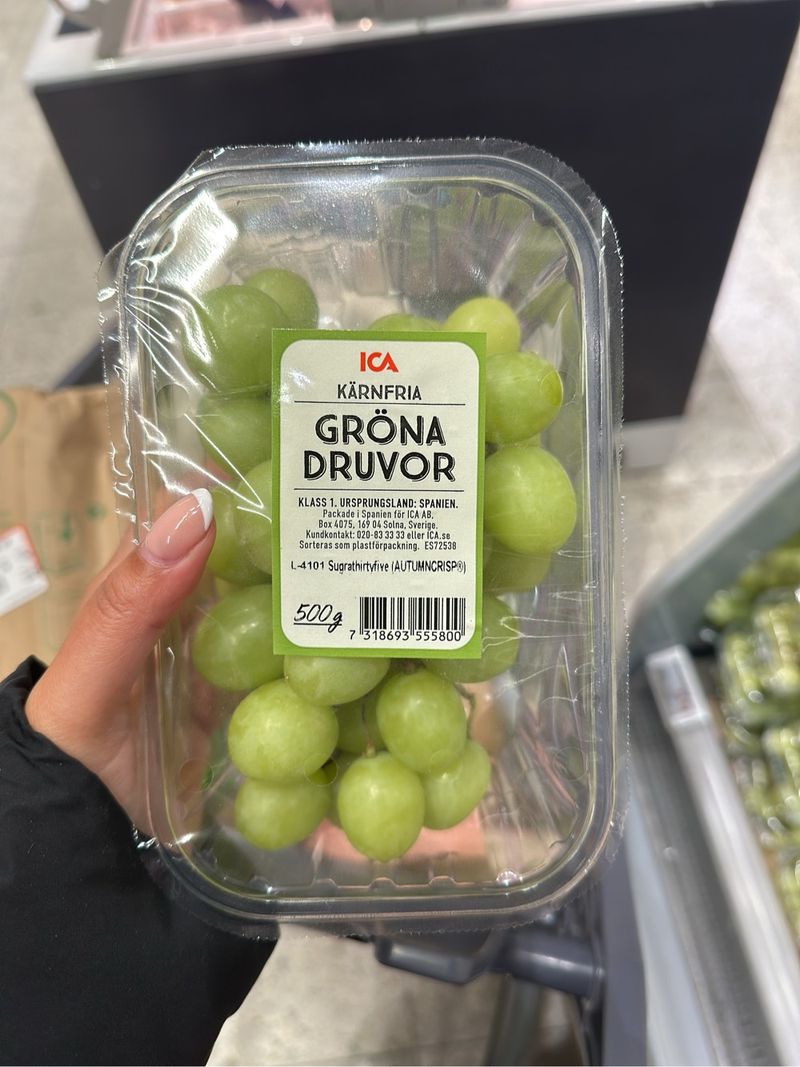 ICA
KÄRNFRIA
GRÖNA
DRUVOR
KLASS 1. URSPRUNGSLAND: SPANIEN.
Packade i Spanien för ICA AB,
Box 4075, 169 04 Solna, Sverige.
Kundkontakt: 020-83 33 33 eller ICA.se
Sorteras som plastförpackning. ES72538
L-4101 Sugrathirtyfive (AUTUMNCRISP®)
500g
7 318693 555800